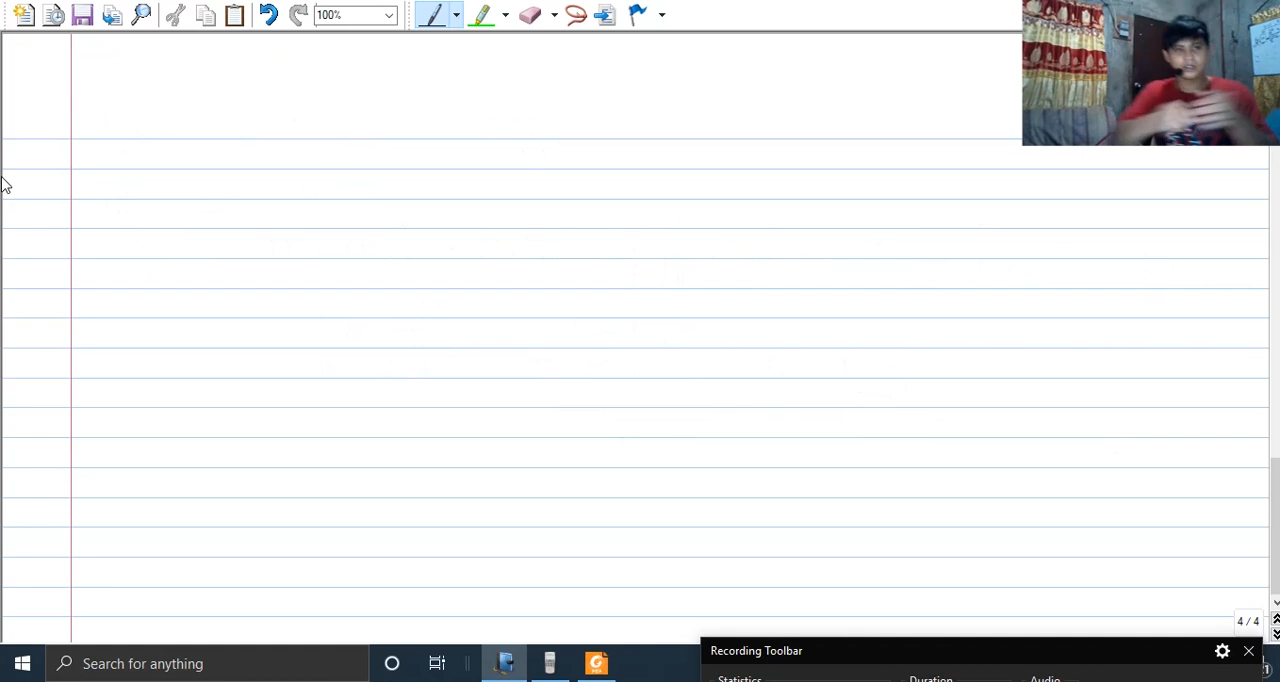 100%
4 / 4
Search for anything
Recording Toolbar
Statistics
Duration
Audio